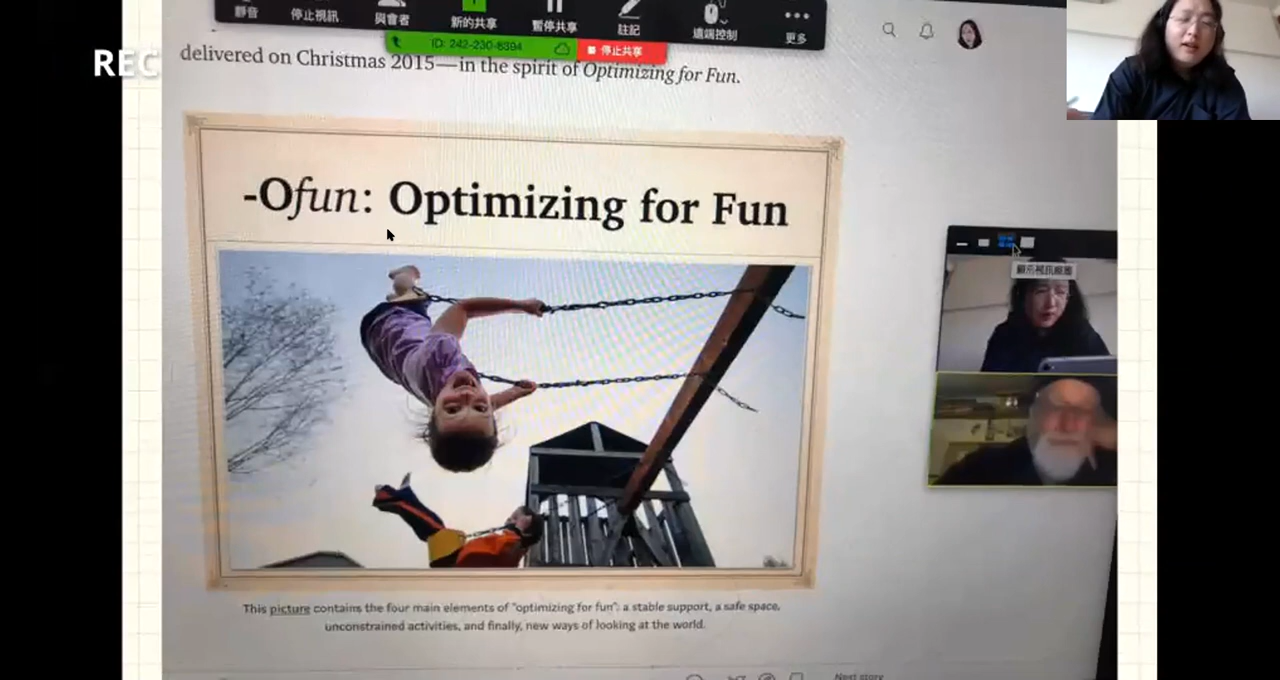 靜音
停止視訊
與會者
新的共享
暫停共享
註記
遠端控制
更多
ID: 242-230-8394
停止共享
REC
delivered on Christmas 2015—in the spirit of Optimizing for Fun.
-Ofun: Optimizing for Fun
This picture contains the four main elements of "optimizing for fun": a stable support, a safe space,
unconstrained activities, and finally, new ways of looking at the world.
Next story